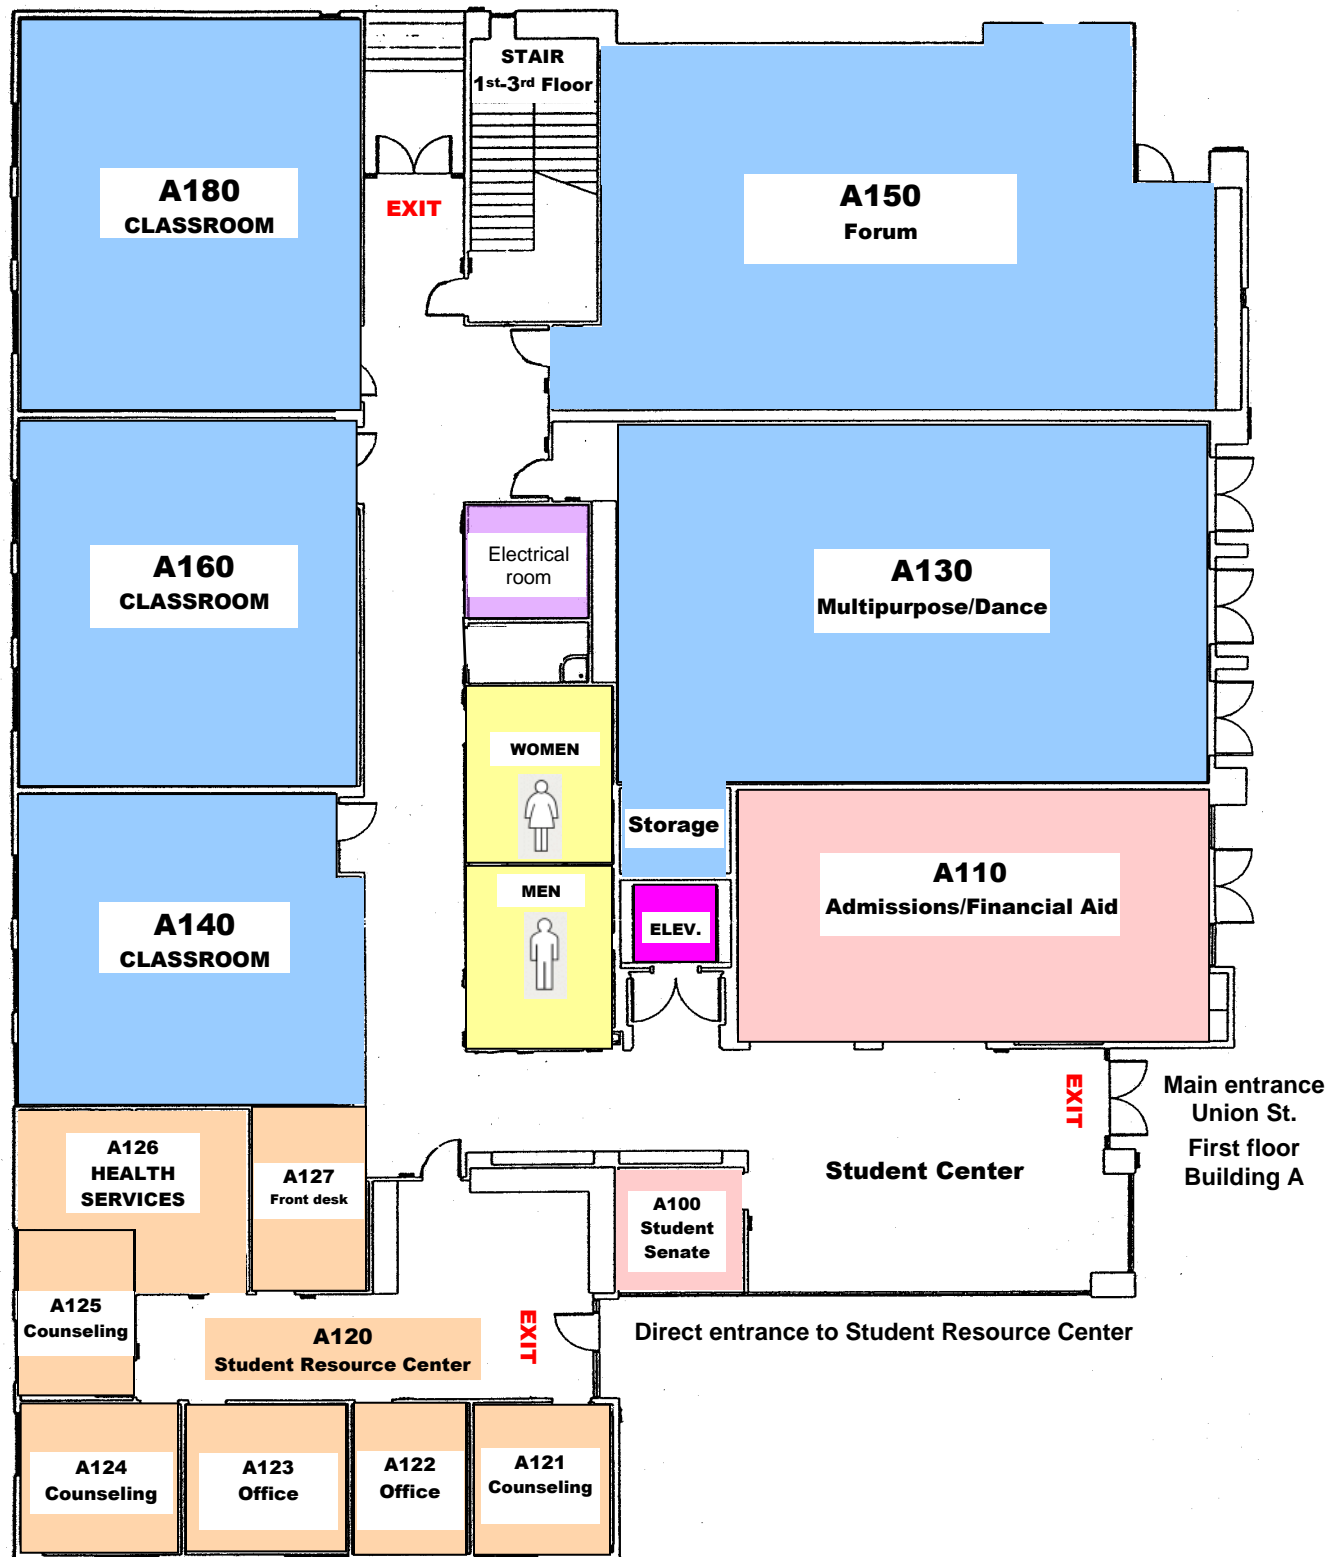 STAIR
1st-3rd Floor
A180
CLASSROOM
EXIT
A150
Forum
A160
CLASSROOM
Electrical
room
A130
Multipurpose/Dance
WOMEN
Storage
MEN
ELEV.
A110
Admissions/Financial Aid
A140
CLASSROOM
EXIT
Main entrance
Union St.
First floor
Building A
A126
HEALTH
SERVICES
A127
Front desk
Student Center
A100
Student
Senate
A125
Counseling
A120
Student Resource Center
EXIT
Direct entrance to Student Resource Center
A124
Counseling
A123
Office
A122
Office
A121
Counseling